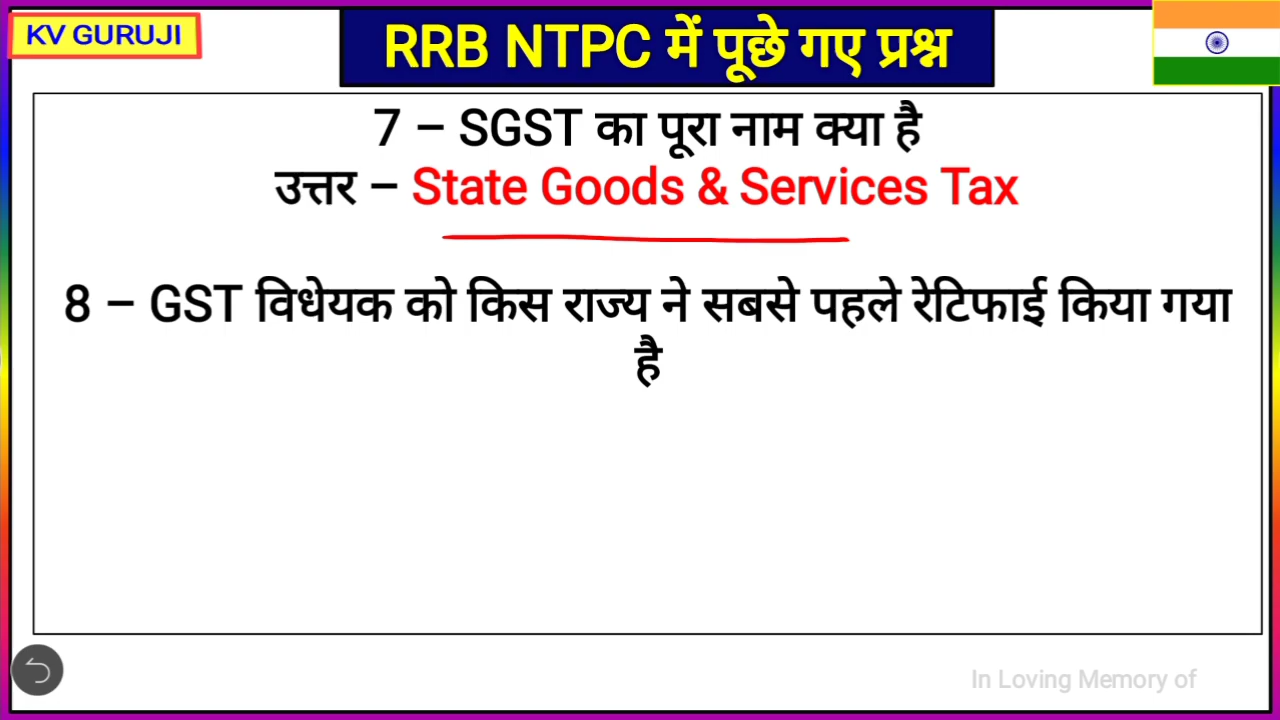 KV GURUJI
RRB NTPC में पूछे गए प्रश्न
7 – SGST का पूरा नाम क्या है
उत्तर – State Goods & Services Tax
8 – GST विधेयक को किस राज्य ने सबसे पहले रेटिफाई किया गया
है
In Loving Memory of